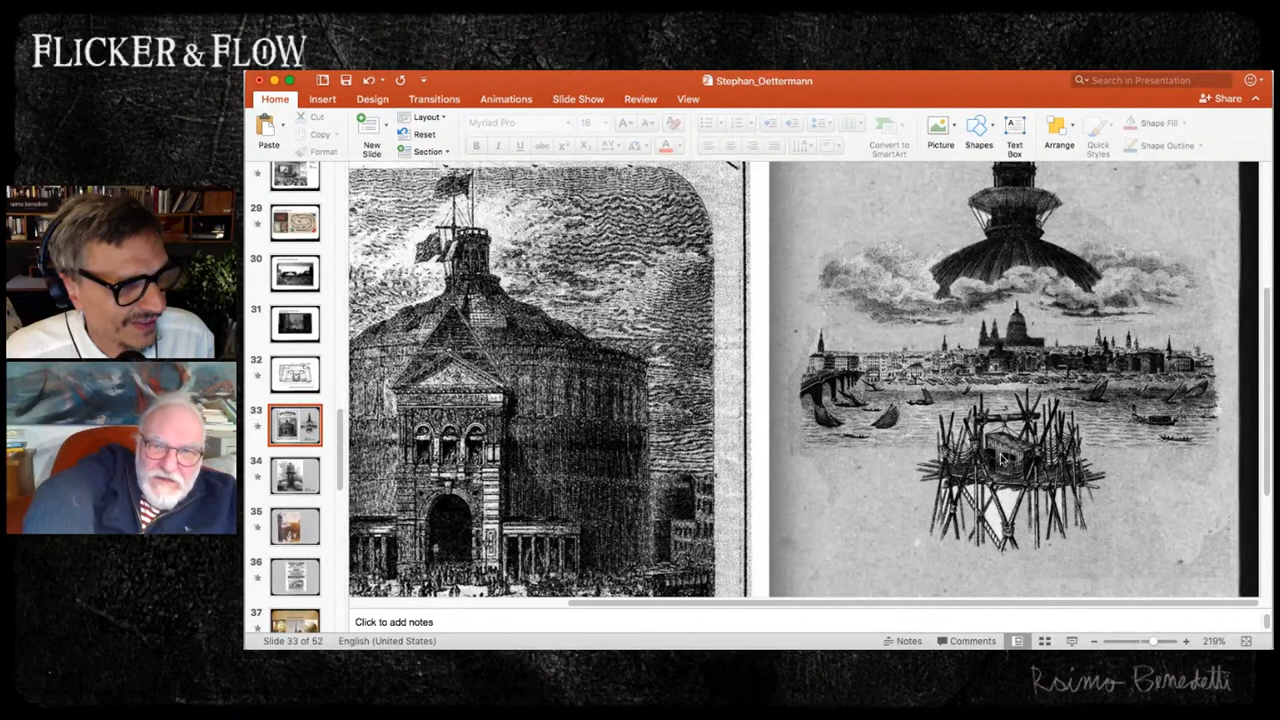 FLICKER & FLOW
Stephan_Oettermann
Search in Presentation
Home Insert Design Transitions Animations Slide Show Review View
Share
Paste
Cut
Copy
Format
New
Slide
Layout
Reset
Section
Myriad Pro
18
Convert to
SmartArt
Picture
Shapes
Text
Box
Arrange
Quick
Styles
Shape Fill
Shape Outline
29
30
31
32
33
34
35
36
37
rsimo benedetti
Click to add notes
Slide 33 of 52 English (United States) Notes Comments 219%
Rsimo Benedetti